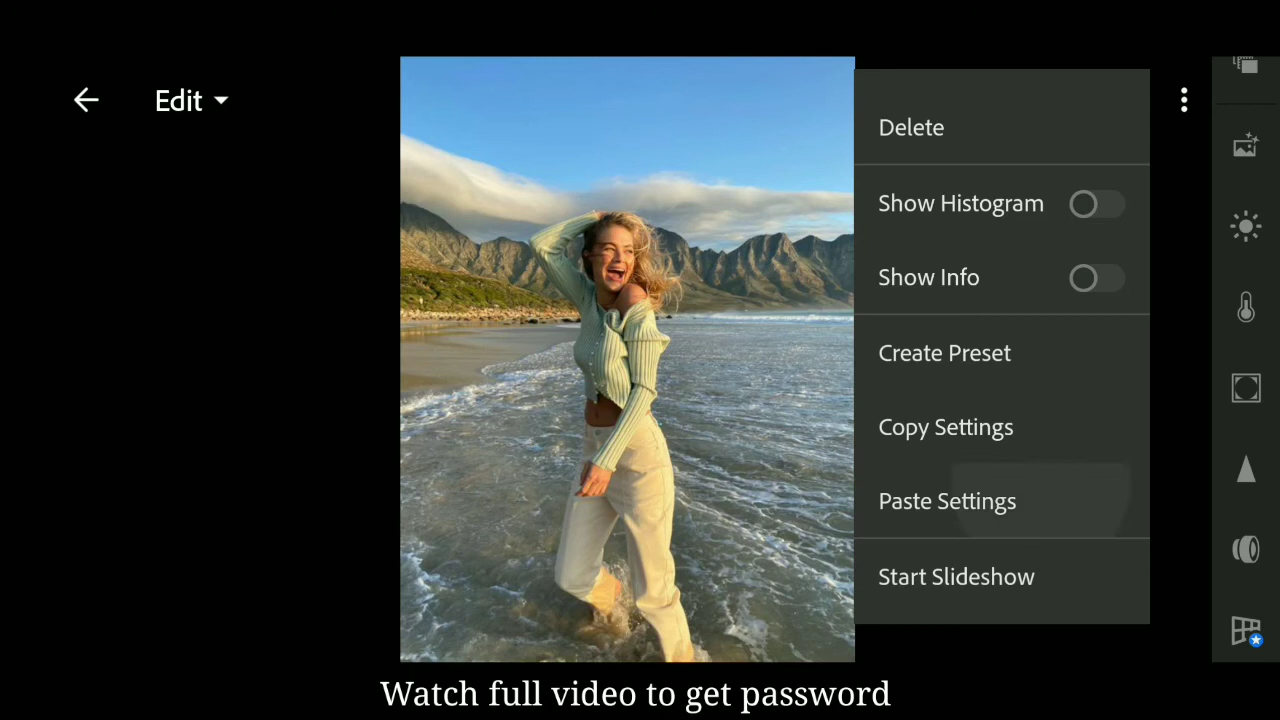 Edit
Delete
Show Histogram
Show Info
Create Preset
Copy Settings
Paste Settings
Start Slideshow
Watch full video to get password